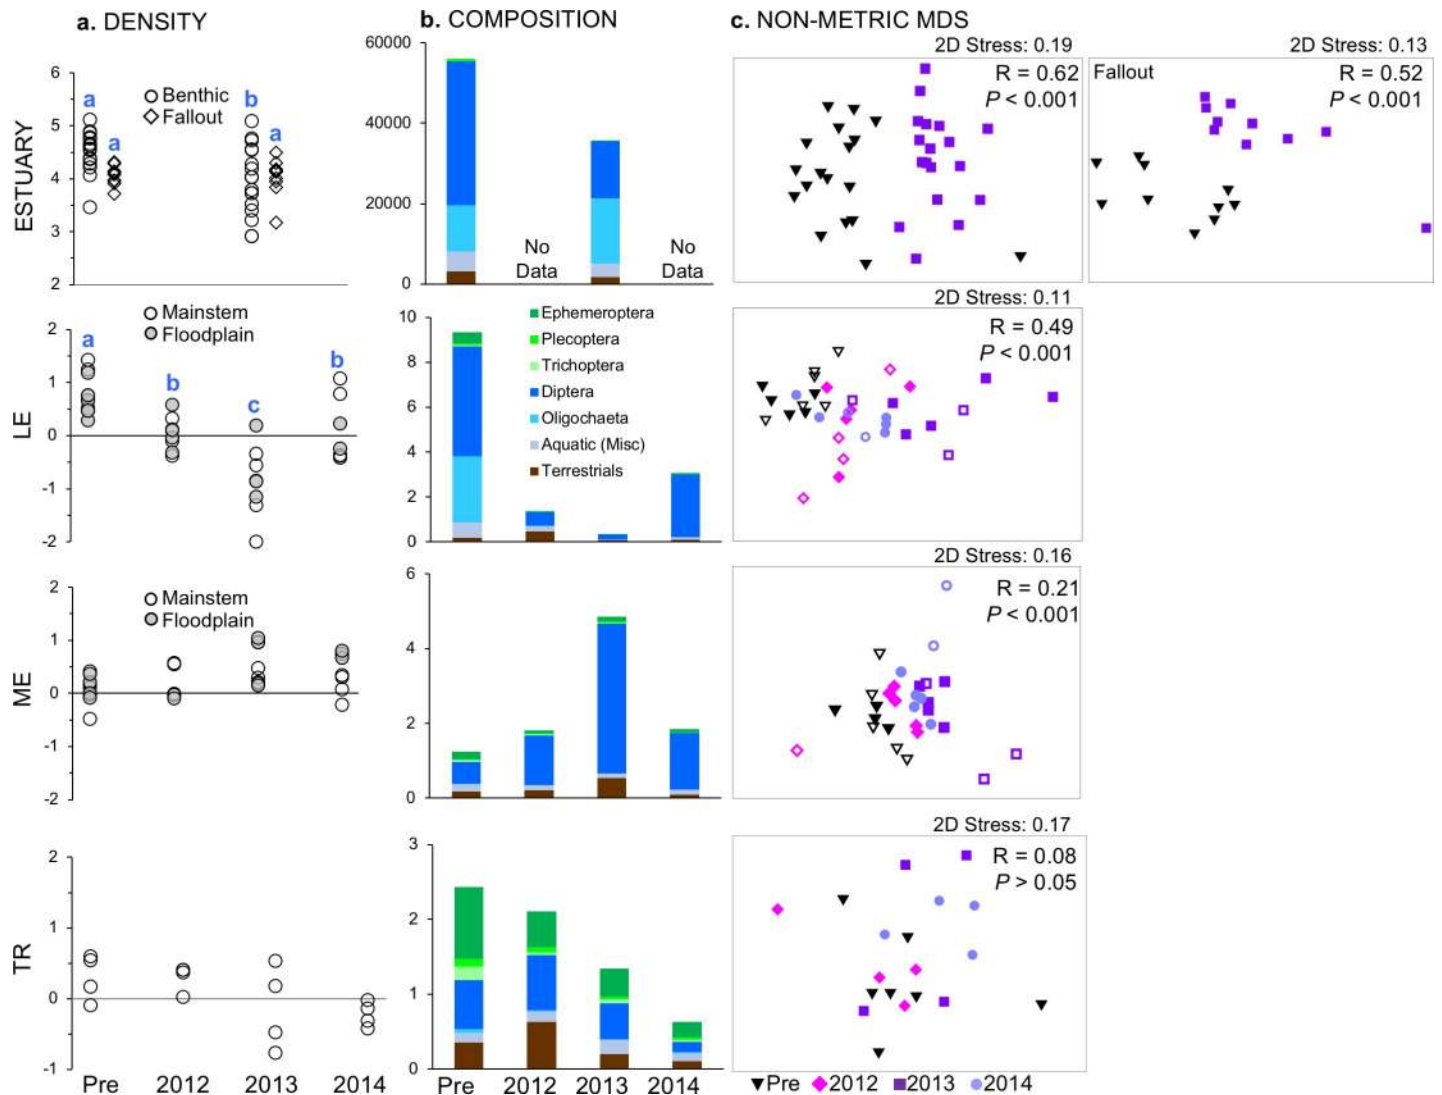 a. DENSITY
b. COMPOSITION
c. NON-METRIC MDS
ESTUARY
6
5
4
3
2
Benthic
Fallout
a
a
b
a
60000
40000
20000
0
No
Data
No
Data
2D Stress: 0.19
R = 0.62
P < 0.001
2D Stress: 0.13
Fallout
R = 0.52
P < 0.001
LE
2
1
0
-1
-2
Mainstem
Floodplain
a
b
c
b
10
8
6
4
2
0
Ephemeroptera
Plecoptera
Trichoptera
Diptera
Oligochaeta
Aquatic (Misc)
Terrestrials
2D Stress: 0.11
R = 0.49
P < 0.001
ME
2
1
0
-1
-2
Mainstem
Floodplain
6
4
2
0
2D Stress: 0.16
R = 0.21
P < 0.001
TR
2
1
0
-1
Pre 2012 2013 2014
3
2
1
0
Pre 2012 2013 2014
2D Stress: 0.17
R = 0.08
P > 0.05
Pre 2012 2013 2014